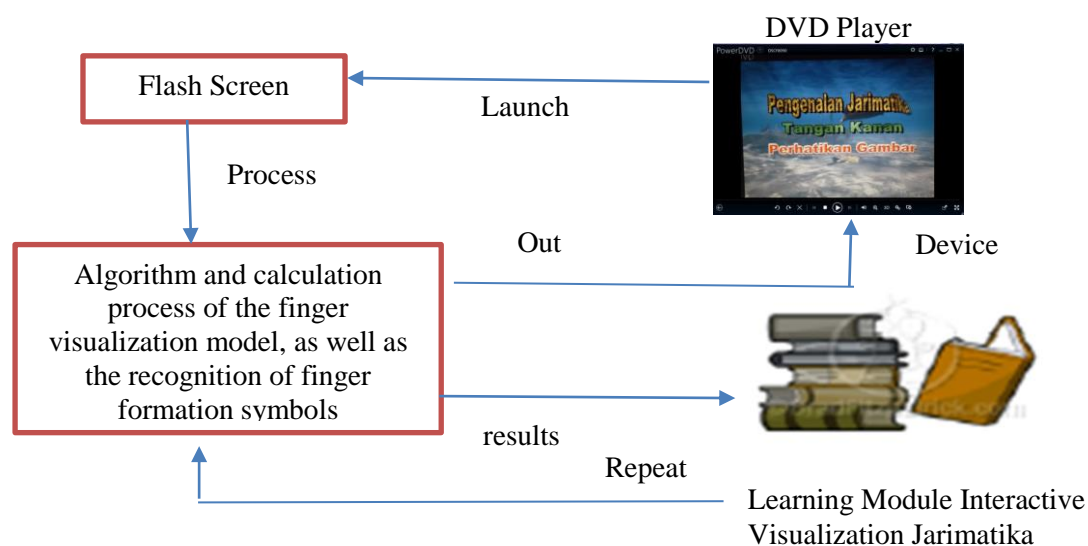 DVD Player
PowerDVD
Flash Screen
Launch
Pengenalan Jarimatika
Tangan Kanan
Perhatikan Gambar
Process
Out
Device
Algorithm and calculation
process of the finger
visualization model, as well as
the recognition of finger
formation symbols
results
Repeat
Learning Module Interactive
Visualization Jarimatika